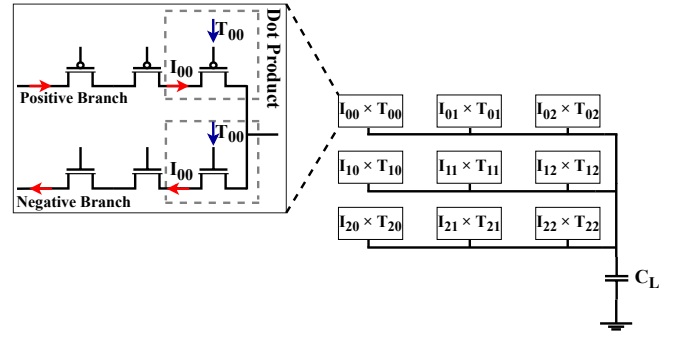 T00
I00
Positive Branch
Dot Product
T00
I00
Negative Branch
I00 × T00 I01 × T01 I02 × T02
I10 × T10 I11 × T11 I12 × T12
I20 × T20 I21 × T21 I22 × T22
CL